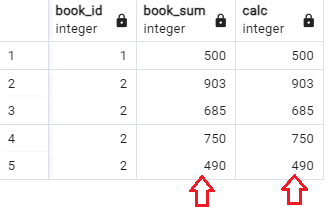 book_id book_sum calc
integer integer integer
1 1 500 500
2 2 903 903
3 2 685 685
4 2 750 750
5 2 490 490